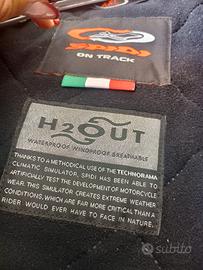 SPIDI
ON TRACK
H2OUT
WATERPROOF WINDPROOF BREATHABLE
THANKS TO A METHODICAL USE OF THE TECHNORAMA
CLIMATIC SIMULATOR, SPIDI HAS BEEN ABLE TO
ARTIFICIALLY TEST THE DEVELOPMENT OF MOTORCYCLE
WEAR. THIS SIMULATOR CREATES EXTREME WEATHER
CONDITIONS, WHICH ARE FAR MORE CRITICAL THAN A
RIDER WOULD EVER HAVE TO FACE IN NATURE.
subito